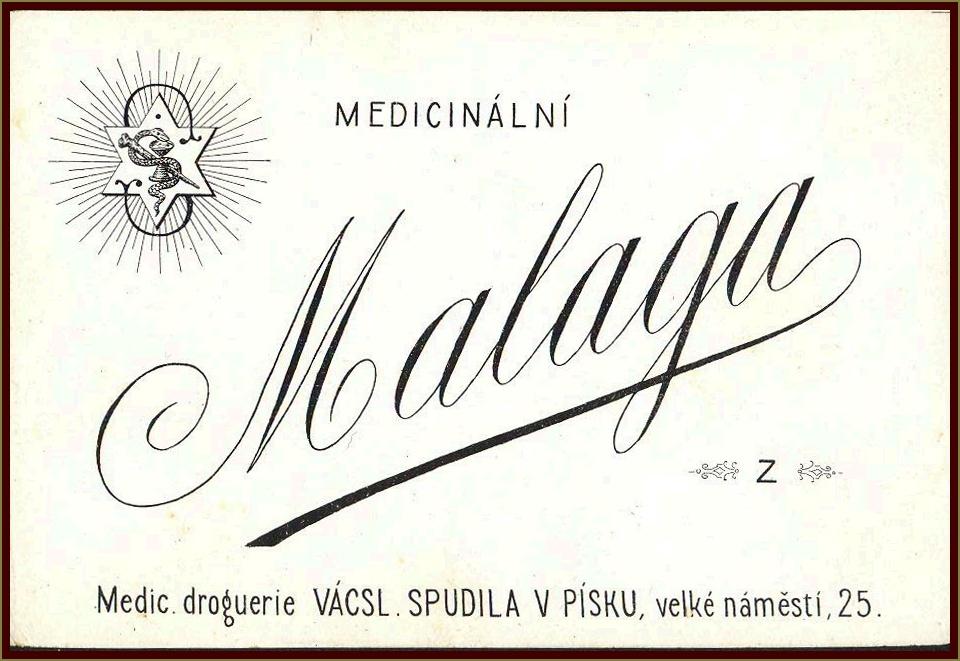 MEDICINÁLNÍ
Malaga
Z
Medic. droguerie VÁCSL. SPUDILA V PÍSKU, velké náměstí, 25.